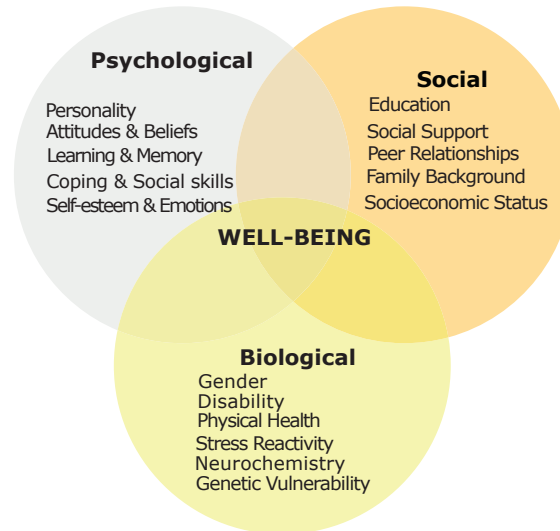 Psychological
Personality
Attitudes & Beliefs
Learning & Memory
Coping & Social skills
Self-esteem & Emotions
Social
Education
Social Support
Peer Relationships
Family Background
Socioeconomic Status
WELL-BEING
Biological
Gender
Disability
Physical Health
Stress Reactivity
Neurochemistry
Genetic Vulnerability